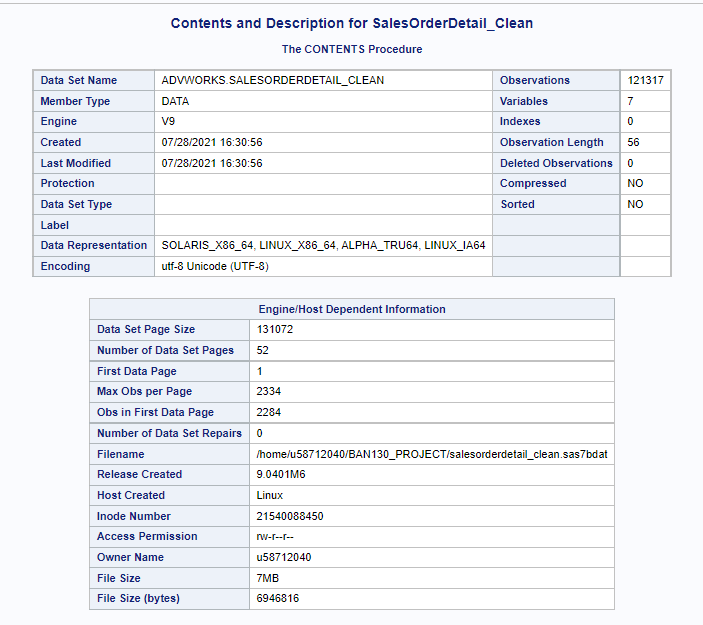 Contents and Description for SalesOrderDetail_Clean
The CONTENTS Procedure
Data Set Name ADVWORKS.SALESORDERDETAIL_CLEAN Observations 121317
Member Type DATA Variables 7
Engine V9 Indexes 0
Created 07/28/2021 16:30:56 Observation Length 56
Last Modified 07/28/2021 16:30:56 Deleted Observations 0
Protection Compressed NO
Data Set Type Sorted NO
Label
Data Representation SOLARIS_X86_64, LINUX_X86_64, ALPHA_TRU64, LINUX_IA64
Encoding utf-8 Unicode (UTF-8)
Engine/Host Dependent Information
Data Set Page Size 131072
Number of Data Set Pages 52
First Data Page 1
Max Obs per Page 2334
Obs in First Data Page 2284
Number of Data Set Repairs 0
Filename /home/u58712040/BAN130_PROJECT/salesorderdetail_clean.sas7bdat
Release Created 9.0401M6
Host Created Linux
Inode Number 21540088450
Access Permission rw-r--r--
Owner Name u58712040
File Size 7MB
File Size (bytes) 6946816